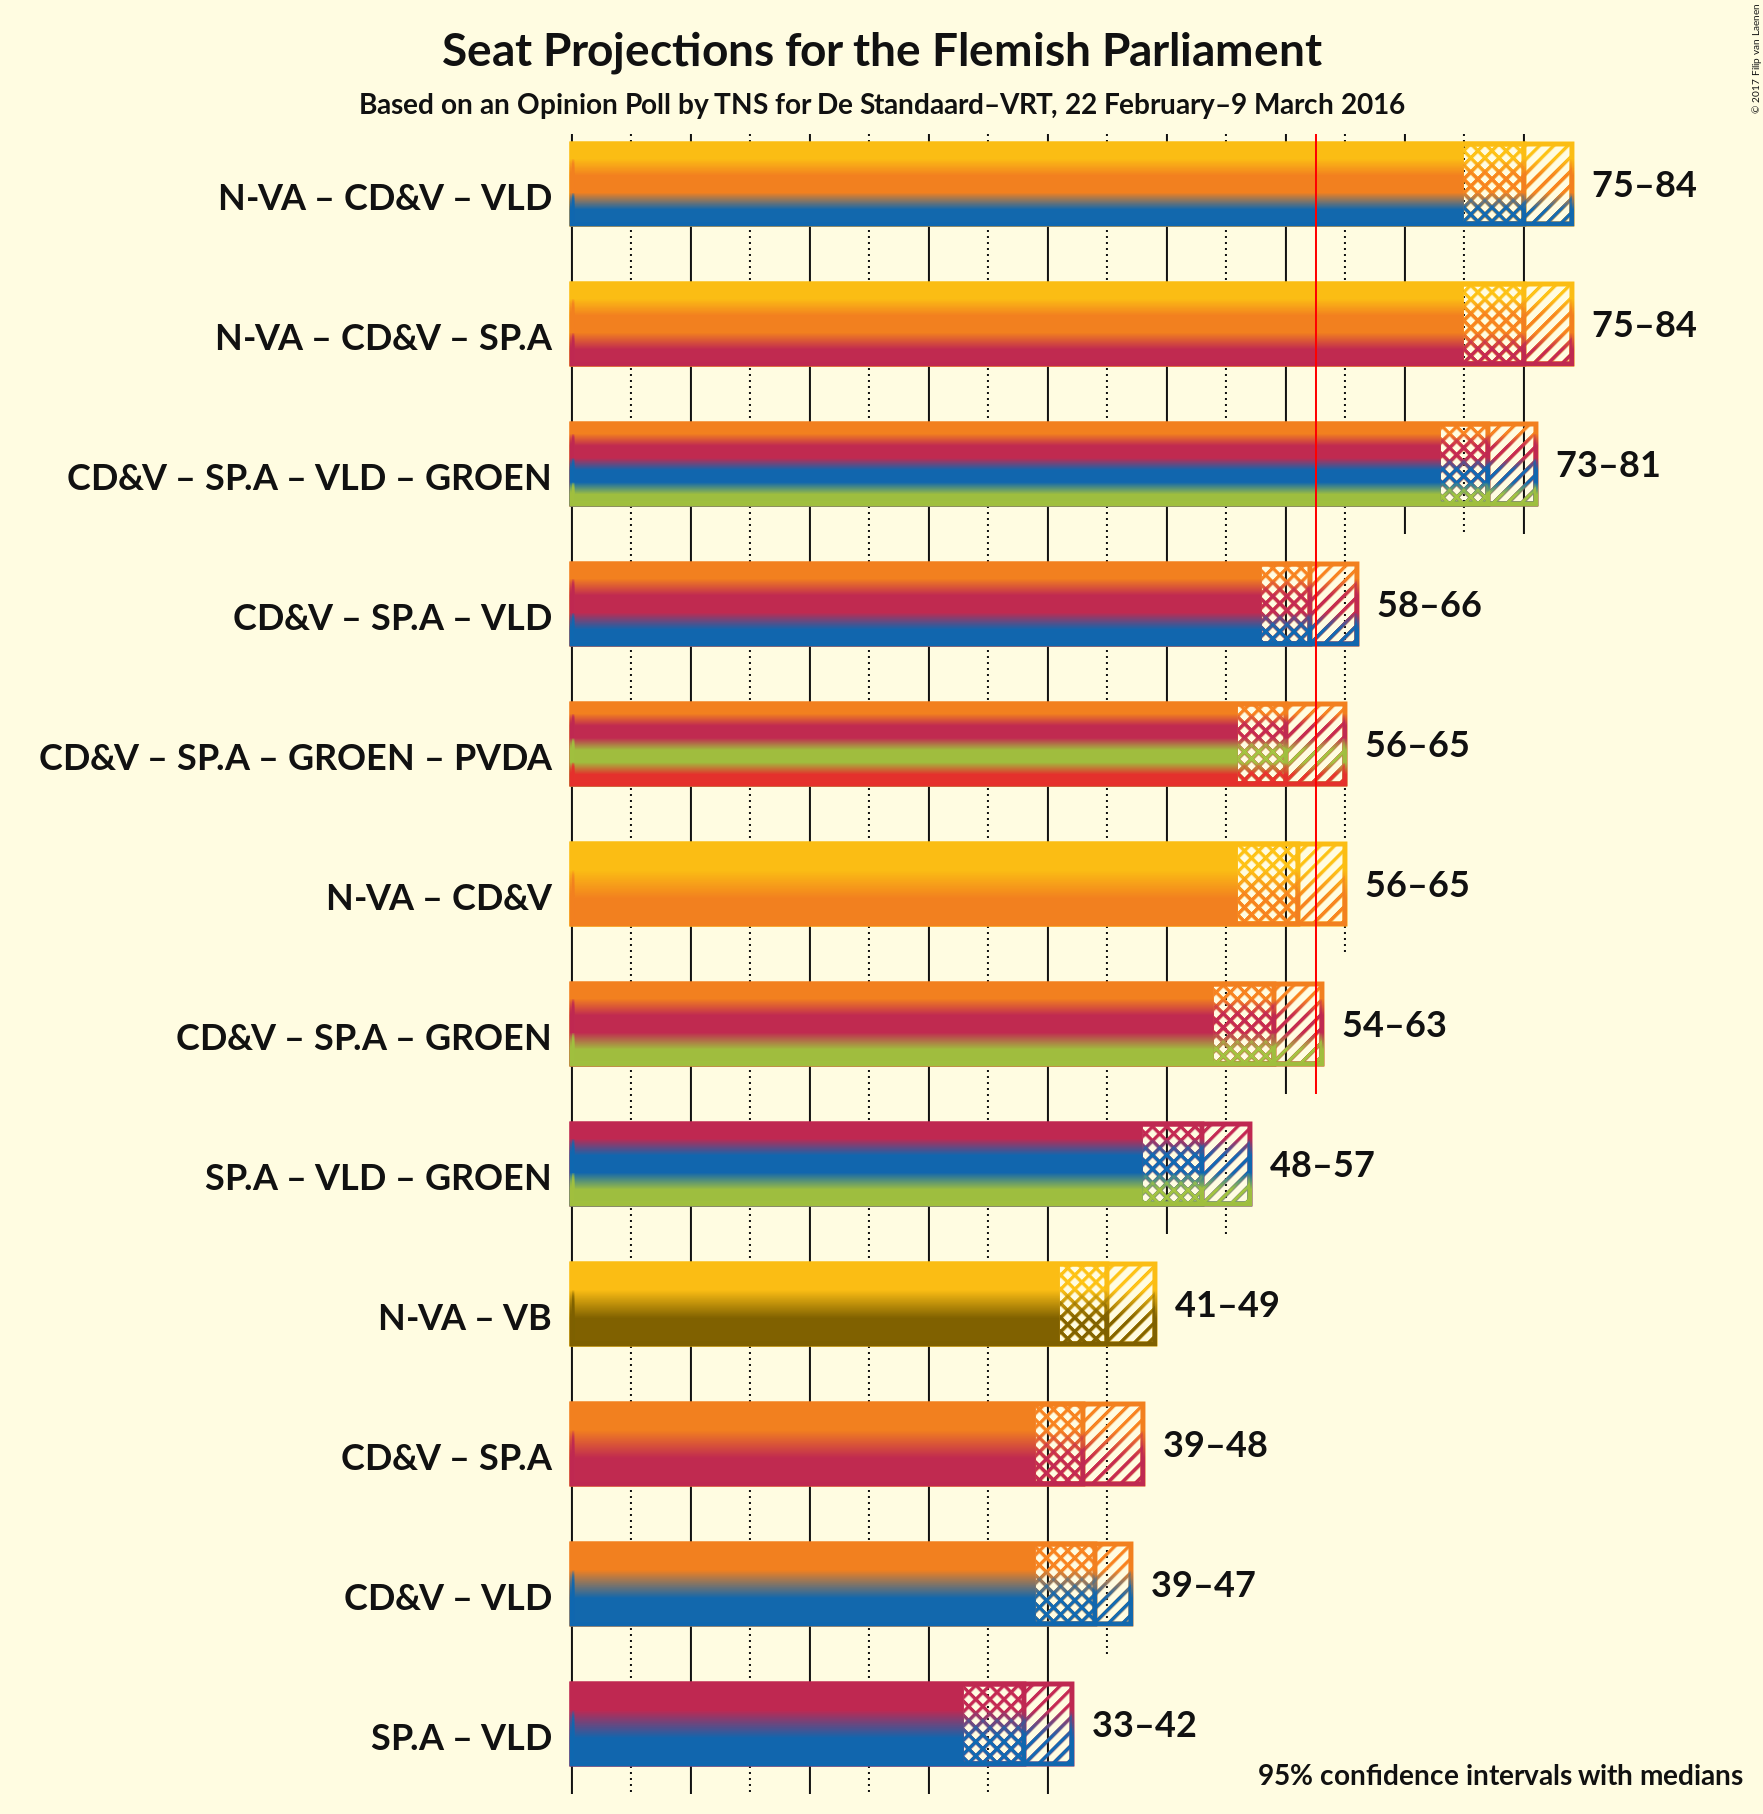 Seat Projections for the Flemish Parliament
Based on an Opinion Poll by TNS for De Standaard–VRT, 22 February–9 March 2016
© 2017 Filip van Laenen
N-VA – CD&V – VLD
75–84
N-VA – CD&V – SP.A
75–84
CD&V – SP.A – VLD – GROEN
73–81
CD&V – SP.A – VLD
58–66
CD&V – SP.A – GROEN – PVDA
56–65
N-VA – CD&V
56–65
CD&V – SP.A – GROEN
54–63
SP.A – VLD – GROEN
48–57
N-VA – VB
41–49
CD&V – SP.A
39–48
CD&V – VLD
39–47
SP.A – VLD
33–42
95% confidence intervals with medians